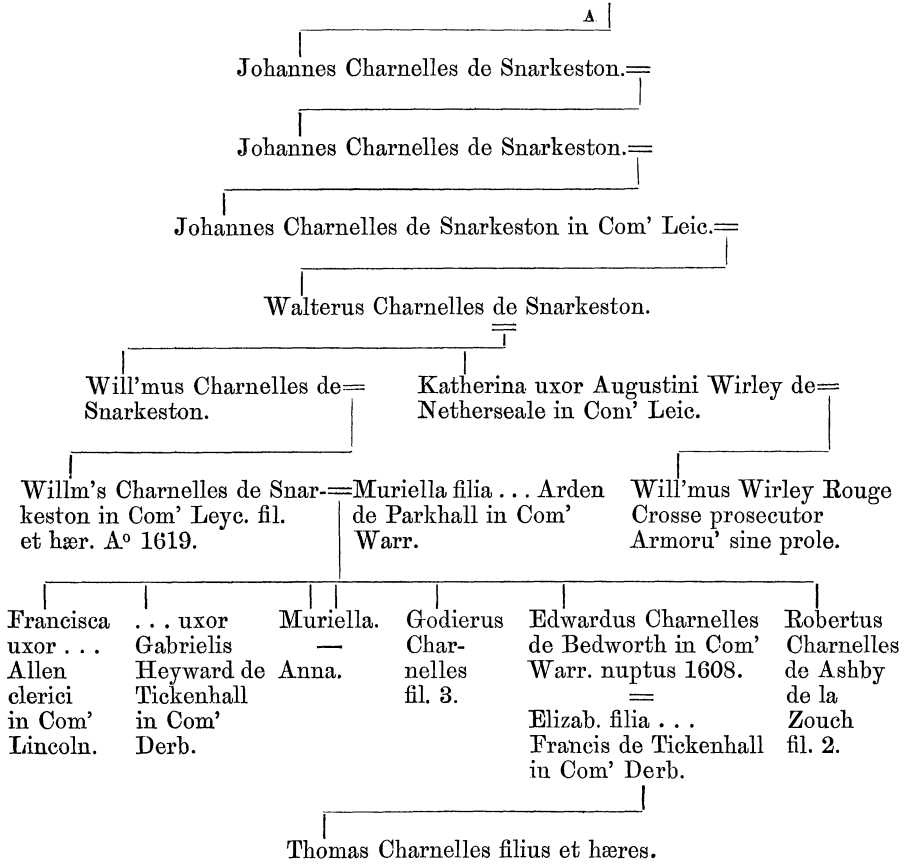 A
Johannes Charnelles de Snarkeston.
Johannes Charnelles de Snarkeston.
Johannes Charnelles de Snarkeston in Com' Leic.
Walterus Charnelles de Snarkeston.
Will'mus Charnelles de
Snarkeston.
Katherina uxor Augustini Wirley de
Netherseale in Com' Leic.
Willm's Charnelles de Snar-
keston in Com' Leyc. fil.
et hær. Aº 1619.
Muriella filia ... Arden
de Parkhall in Com'
Warr.
Will'mus Wirley Rouge
Crosse prosecutor
Armoru' sine prole.
Francisca
uxor ...
Allen
clerici
in Com'
Lincoln.
... uxor
Gabrielis
Heyward de
Tickenhall
in Com'
Derb.
Muriella.
—
Anna.
Godierus
Char-
nelles
fil. 3.
Edwardus Charnelles
de Bedworth in Com'
Warr. nuptus 1608.
=
Elizab. filia ...
Francis de Tickenhall
in Com' Derb.
Robertus
Charnelles
de Ashby
de la
Zouch
fil. 2.
Thomas Charnelles filius et hæres.